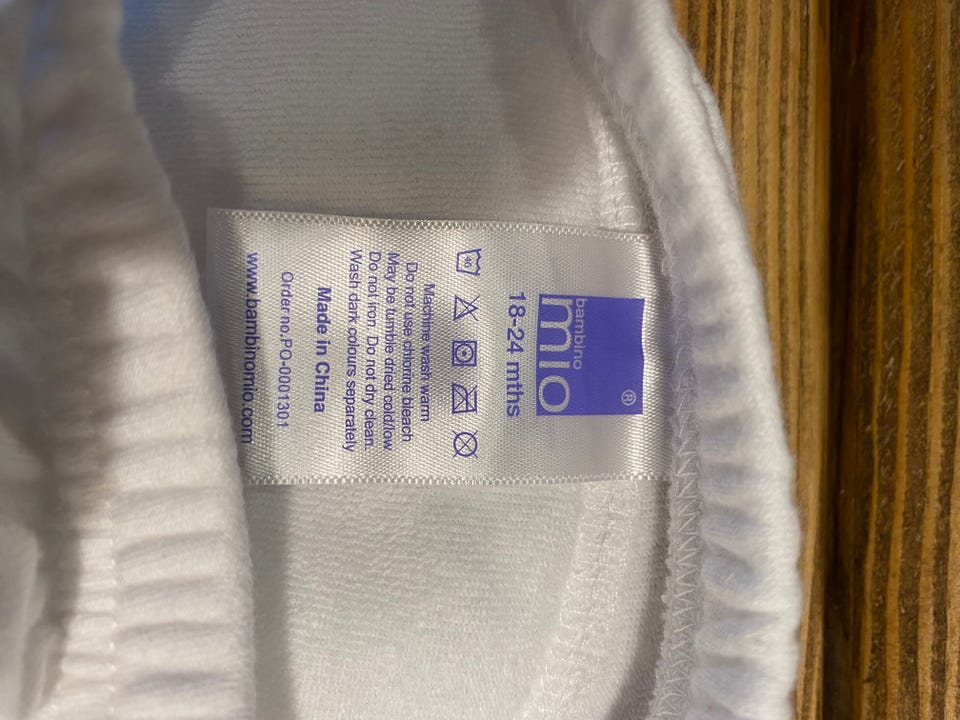 bambino
mio ®
18-24 mths
40
Machine wash warm
Do not use chlorine bleach
May be tumble dried cold/low
Do not iron. Do not dry clean.
Wash dark colours separately
Made in China
Order no.PO-0001301
www.bambinomio.com